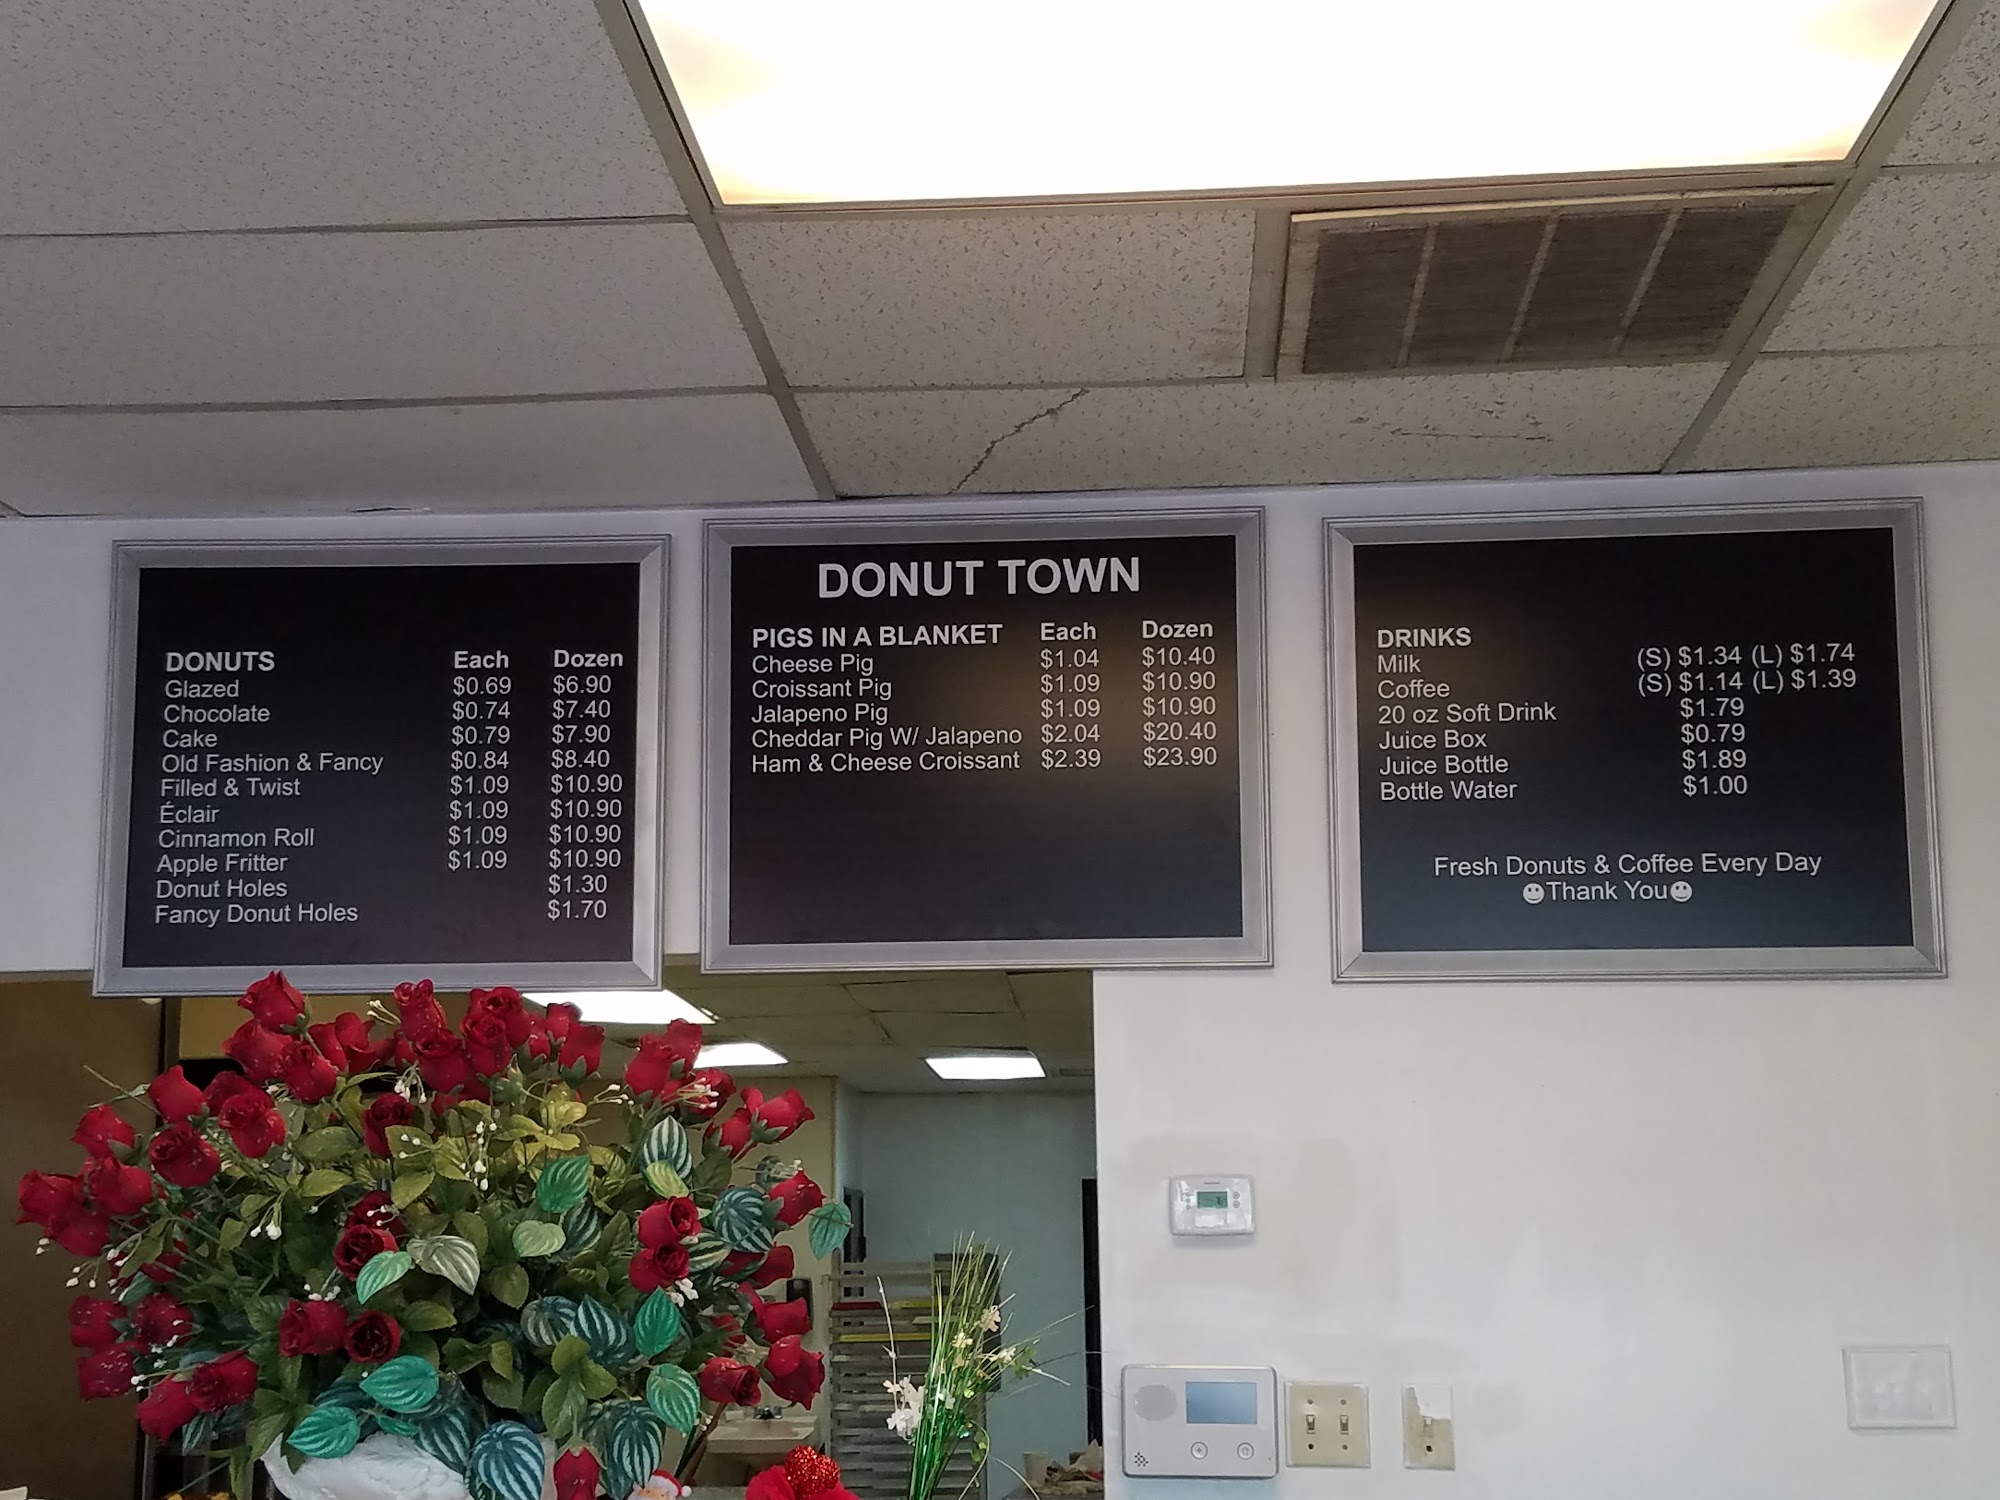 DONUTS Each Dozen
Glazed $0.69 $6.90
Chocolate $0.74 $7.40
Cake $0.79 $7.90
Old Fashion & Fancy $0.84 $8.40
Filled & Twist $1.09 $10.90
Éclair $1.09 $10.90
Cinnamon Roll $1.09 $10.90
Apple Fritter $1.09 $10.90
Donut Holes $1.30
Fancy Donut Holes $1.70
DONUT TOWN
PIGS IN A BLANKET Each Dozen
Cheese Pig $1.04 $10.40
Croissant Pig $1.09 $10.90
Jalapeno Pig $1.09 $10.90
Cheddar Pig W/ Jalapeno $2.04 $20.40
Ham & Cheese Croissant $2.39 $23.90
DRINKS
Milk (S) $1.34 (L) $1.74
Coffee (S) $1.14 (L) $1.39
20 oz Soft Drink $1.79
Juice Box $0.79
Juice Bottle $1.89
Bottle Water $1.00
Fresh Donuts & Coffee Every Day
☻Thank You☻